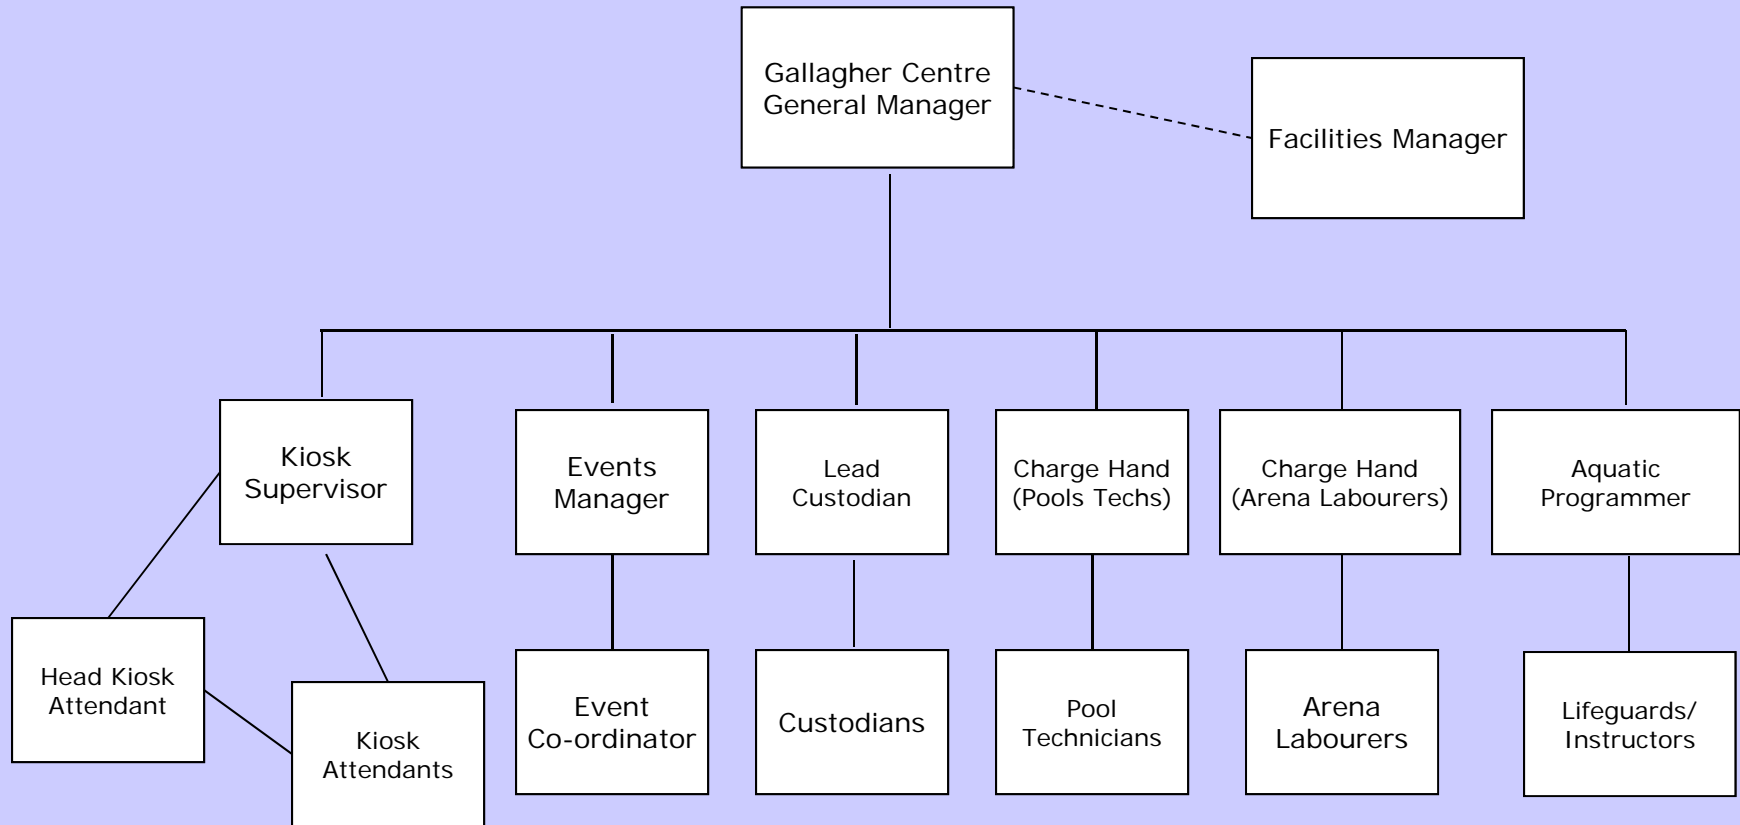 Gallagher Centre
General Manager
Facilities Manager
Kiosk
Supervisor
Events
Manager
Lead
Custodian
Charge Hand
(Pools Techs)
Charge Hand
(Arena Labourers)
Aquatic
Programmer
Head Kiosk
Attendant
Kiosk
Attendants
Event
Co-ordinator
Custodians
Pool
Technicians
Arena
Labourers
Lifeguards/
Instructors